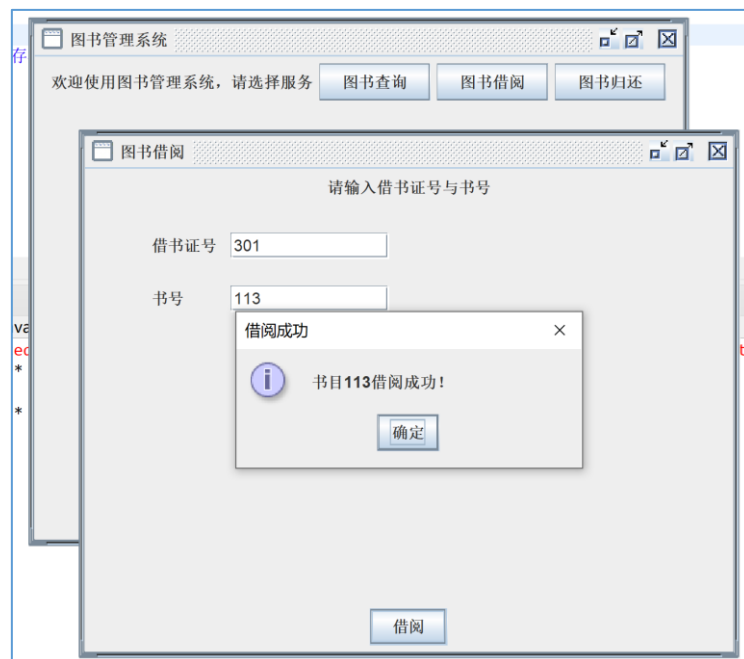 图书管理系统
存
欢迎使用图书管理系统，请选择服务 图书查询 图书借阅 图书归还
图书借阅
请输入借书证号与书号
借书证号 301
书号 113
va
借阅成功
ec
*
书目113借阅成功!
*
确定
借阅